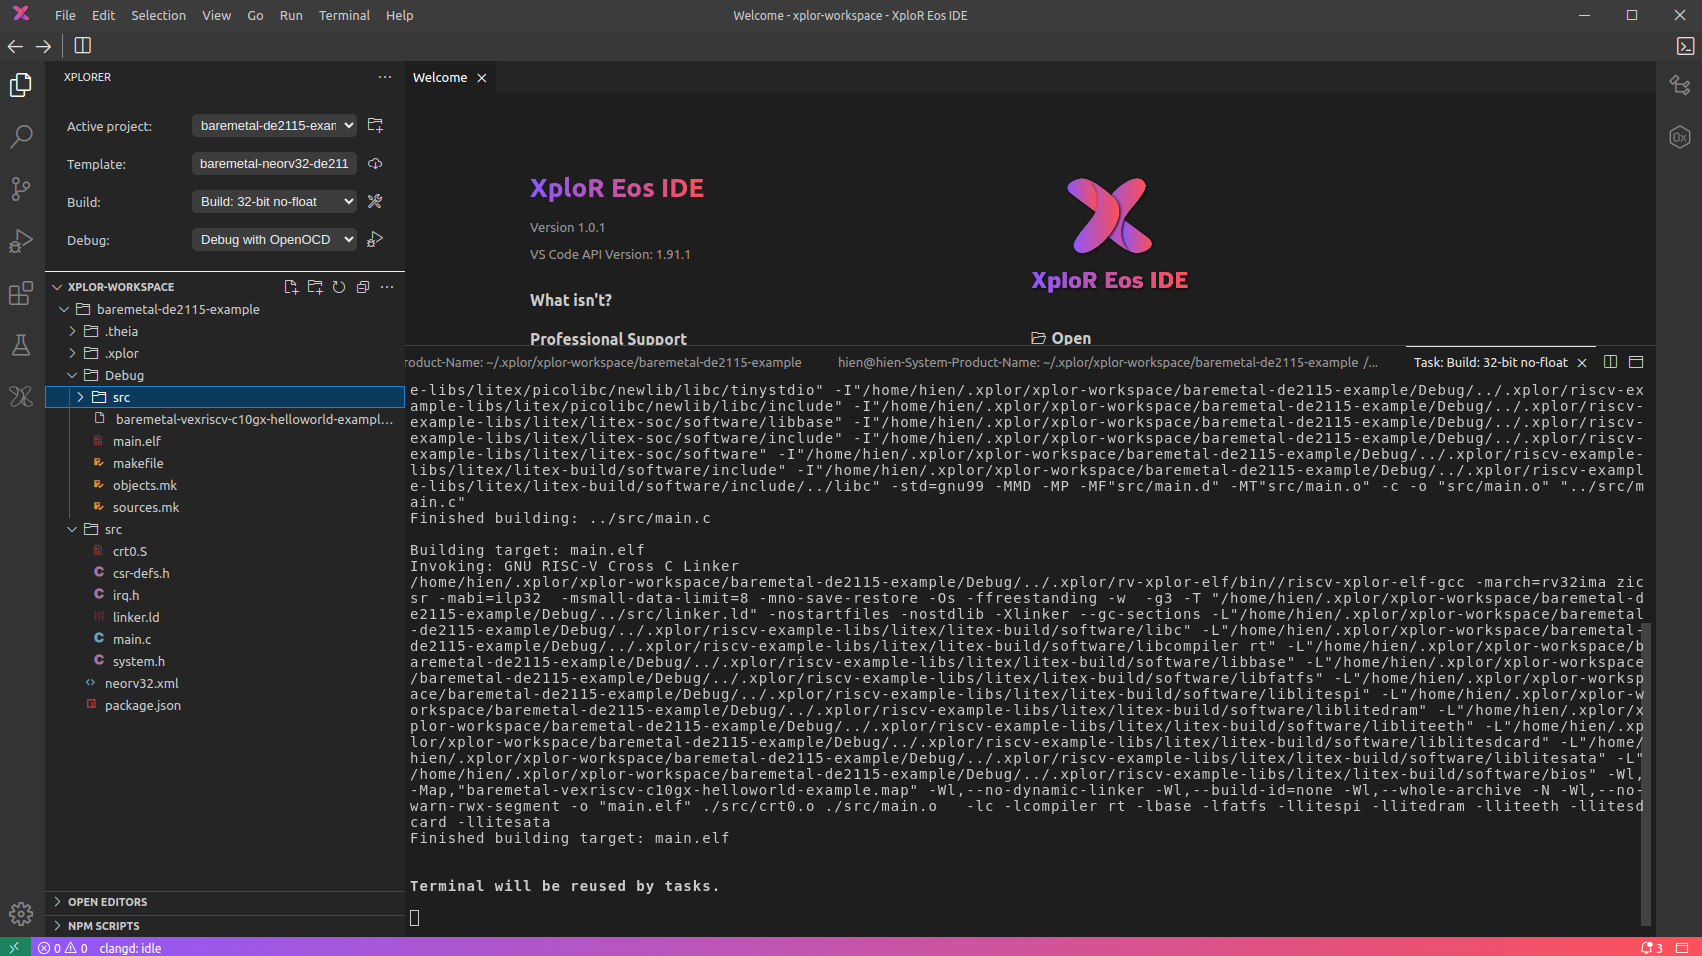 File Edit Selection View Go Run Terminal Help
Welcome - xplor-workspace - XploR Eos IDE
XPLORER
Welcome
Active project: baremetal-de2115-exan
Template: baremetal-neorv32-de211
Build: Build: 32-bit no-float
Debug: Debug with OpenOCD
XPLOR-WORKSPACE
baremetal-de2115-example
.theia
.xplor
Debug
src
baremetal-vexriscv-c10gx-helloworld-exampl...
main.elf
makefile
objects.mk
sources.mk
src
crt0.S
csr-defs.h
irq.h
linker.ld
main.c
system.h
neorv32.xml
package.json
OPEN EDITORS
NPM SCRIPTS
XploR Eos IDE
Version 1.0.1
VS Code API Version: 1.91.1
What isn't?
Professional Support
XploR Eos IDE
Open
0x
roduct-Name: ~/.xplor/xplor-workspace/baremetal-de2115-example
hien@hien-System-Product-Name: ~/.xplor/xplor-workspace/baremetal-de2115-example /...
Task: Build: 32-bit no-float
e-libs/litex/picolibc/newlib/libc/tinystdio" -I"/home/hien/.xplor/xplor-workspace/baremetal-de2115-example/Debug/../.xplor/riscv-ex
ample-libs/litex/picolibc/newlib/libc/include" -I"/home/hien/.xplor/xplor-workspace/baremetal-de2115-example/Debug/../.xplor/riscv-
example-libs/litex/litex-soc/software/libbase" -I"/home/hien/.xplor/xplor-workspace/baremetal-de2115-example/Debug/../.xplor/riscv-
example-libs/litex/litex-soc/software/include" -I"/home/hien/.xplor/xplor-workspace/baremetal-de2115-example/Debug/../.xplor/riscv-
example-libs/litex/litex-soc/software" -I"/home/hien/.xplor/xplor-workspace/baremetal-de2115-example/Debug/../.xplor/riscv-example-
libs/litex/litex-build/software/include" -I"/home/hien/.xplor/xplor-workspace/baremetal-de2115-example/Debug/../.xplor/riscv-exampl
e-libs/litex/litex-build/software/include/../libc" -std=gnu99 -MMD -MP -MF"src/main.d" -MT"src/main.o" -c -o "src/main.o" "../src/m
ain.c"
Finished building: ../src/main.c
Building target: main.elf
Invoking: GNU RISC-V Cross C Linker
/home/hien/.xplor/xplor-workspace/baremetal-de2115-example/Debug/../.xplor/rv-xplor-elf/bin//riscv-xplor-elf-gcc -march=rv32ima zic
sr -mabi=ilp32  -msmall-data-limit=8 -mno-save-restore -Os -ffreestanding -w  -g3 -T "/home/hien/.xplor/xplor-workspace/baremetal-d
e2115-example/Debug/../src/linker.ld" -nostartfiles -nostdlib -Xlinker --gc-sections -L"/home/hien/.xplor/xplor-workspace/baremetal
-de2115-example/Debug/../.xplor/riscv-example-libs/litex/litex-build/software/libc" -L"/home/hien/.xplor/xplor-workspace/baremetal-
de2115-example/Debug/../.xplor/riscv-example-libs/litex/litex-build/software/libcompiler rt" -L"/home/hien/.xplor/xplor-workspace/b
aremetal-de2115-example/Debug/../.xplor/riscv-example-libs/litex/litex-build/software/libbase" -L"/home/hien/.xplor/xplor-workspace
/baremetal-de2115-example/Debug/../.xplor/riscv-example-libs/litex/litex-build/software/libfatfs" -L"/home/hien/.xplor/xplor-worksp
ace/baremetal-de2115-example/Debug/../.xplor/riscv-example-libs/litex/litex-build/software/liblitespi" -L"/home/hien/.xplor/xplor-w
orkspace/baremetal-de2115-example/Debug/../.xplor/riscv-example-libs/litex/litex-build/software/liblitedram" -L"/home/hien/.xplor/x
plor-workspace/baremetal-de2115-example/Debug/../.xplor/riscv-example-libs/litex/litex-build/software/libliteeth" -L"/home/hien/.xp
lor/xplor-workspace/baremetal-de2115-example/Debug/../.xplor/riscv-example-libs/litex/litex-build/software/liblitesdcard" -L"/home/
hien/.xplor/xplor-workspace/baremetal-de2115-example/Debug/../.xplor/riscv-example-libs/litex/litex-build/software/liblitesata" -L"
/home/hien/.xplor/xplor-workspace/baremetal-de2115-example/Debug/../.xplor/riscv-example-libs/litex/litex-build/software/bios" -Wl,
-Map,"baremetal-vexriscv-c10gx-helloworld-example.map" -Wl,--no-dynamic-linker -Wl,--build-id=none -Wl,--whole-archive -N -Wl,--no-
warn-rwx-segment -o "main.elf" ./src/crt0.o ./src/main.o   -lc -lcompiler rt -lbase -lfatfs -llitespi -llitedram -lliteeth -llitesd
card -llitesata
Finished building target: main.elf
Terminal will be reused by tasks.
0 0 clangd: idle
3